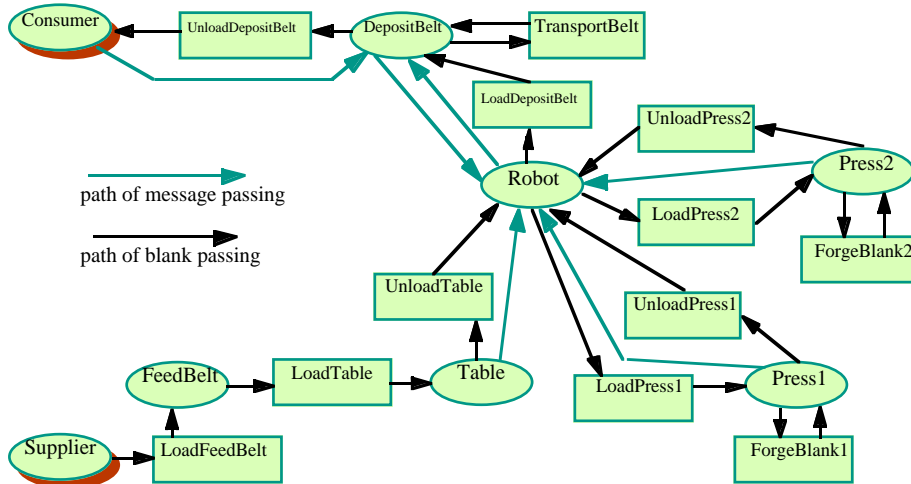 Consumer
UnloadDepositBelt
DepositBelt
TransportBelt
LoadDepositBelt
UnloadPress2
Press2
Robot
path of message passing
LoadPress2
path of blank passing
ForgeBlank2
UnloadTable
UnloadPress1
FeedBelt
LoadTable
Table
LoadPress1
Press1
Supplier
LoadFeedBelt
ForgeBlank1